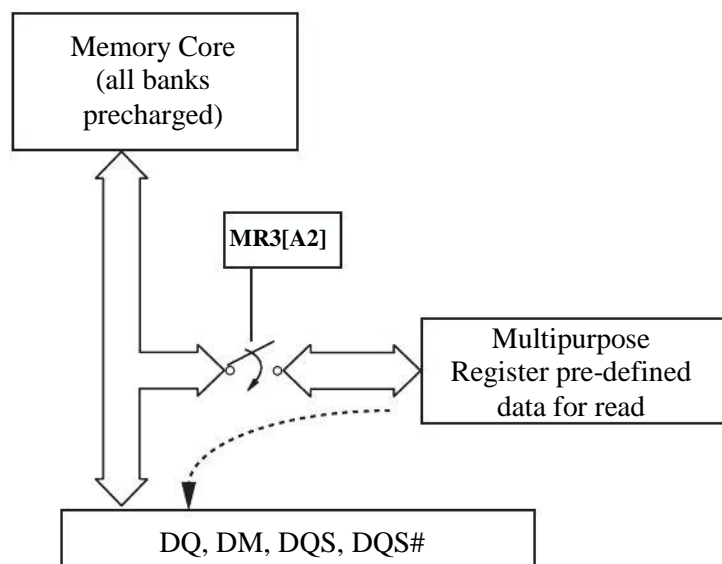 Memory Core
(all banks
precharged)
MR3[A2]
Multipurpose
Register pre-defined
data for read
DQ, DM, DQS, DQS#